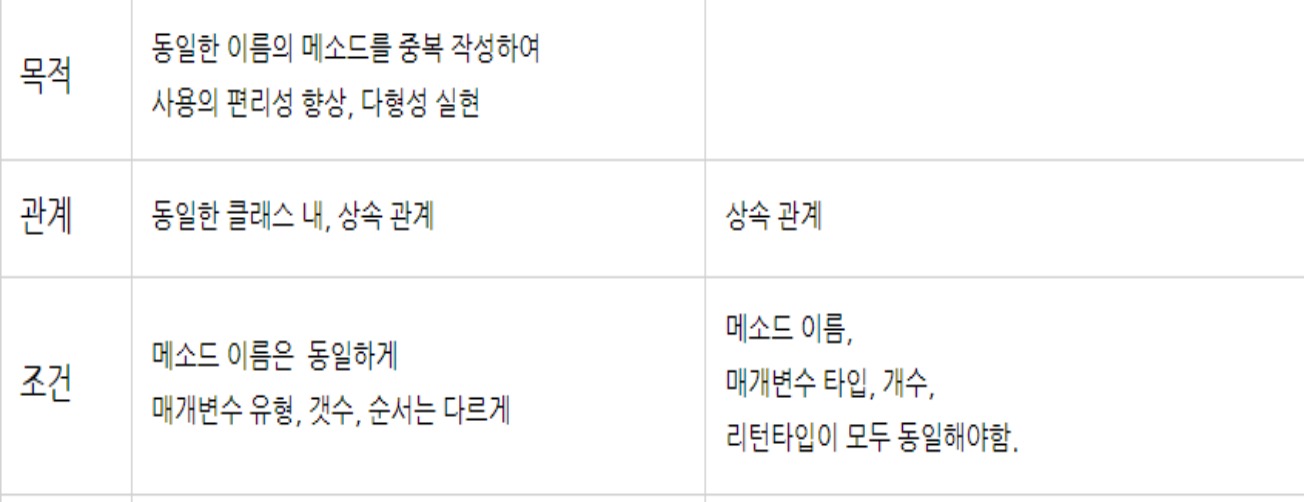 목적
동일한 이름의 메소드를 중복 작성하여
사용의 편리성 향상, 다형성 실현
관계
동일한 클래스 내, 상속 관계
상속 관계
조건
메소드 이름은 동일하게
매개변수 유형, 갯수, 순서는 다르게
메소드 이름,
매개변수 타입, 개수,
리턴타입이 모두 동일해야함.